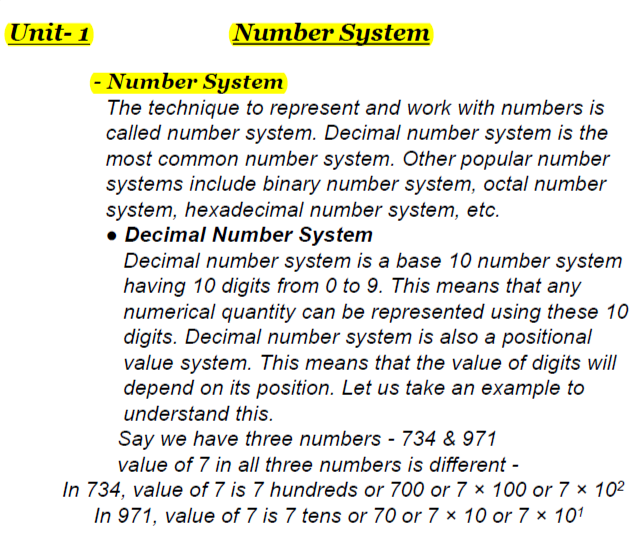 Unit- 1 Number System
- Number System
The technique to represent and work with numbers is
called number system. Decimal number system is the
most common number system. Other popular number
systems include binary number system, octal number
system, hexadecimal number system, etc.
● Decimal Number System
Decimal number system is a base 10 number system
having 10 digits from 0 to 9. This means that any
numerical quantity can be represented using these 10
digits. Decimal number system is also a positional
value system. This means that the value of digits will
depend on its position. Let us take an example to
understand this.
Say we have three numbers - 734 & 971
value of 7 in all three numbers is different -
In 734, value of 7 is 7 hundreds or 700 or 7 × 100 or 7 × 10²
In 971, value of 7 is 7 tens or 70 or 7 × 10 or 7 × 10¹